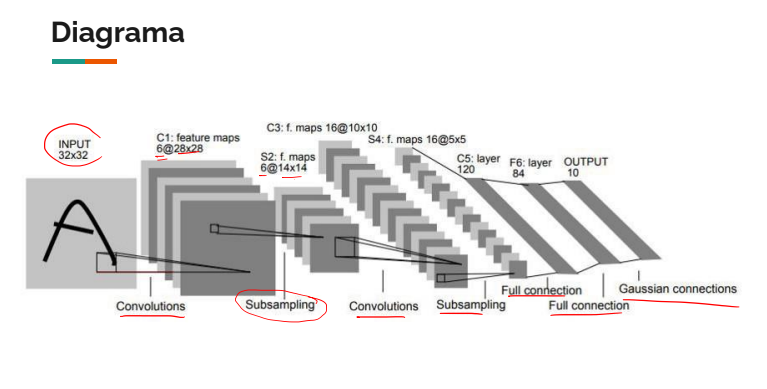 Diagrama
INPUT
32x32
C1: feature maps
6@28x28
C3: f. maps 16@10x10
S2: f. maps
6@14x14
S4: f. maps 16@5x5
C5: layer
120
F6: layer
84
OUTPUT
10
A
Convolutions
Subsampling
Convolutions
Subsampling
Full connection
Full connection
Gaussian connections